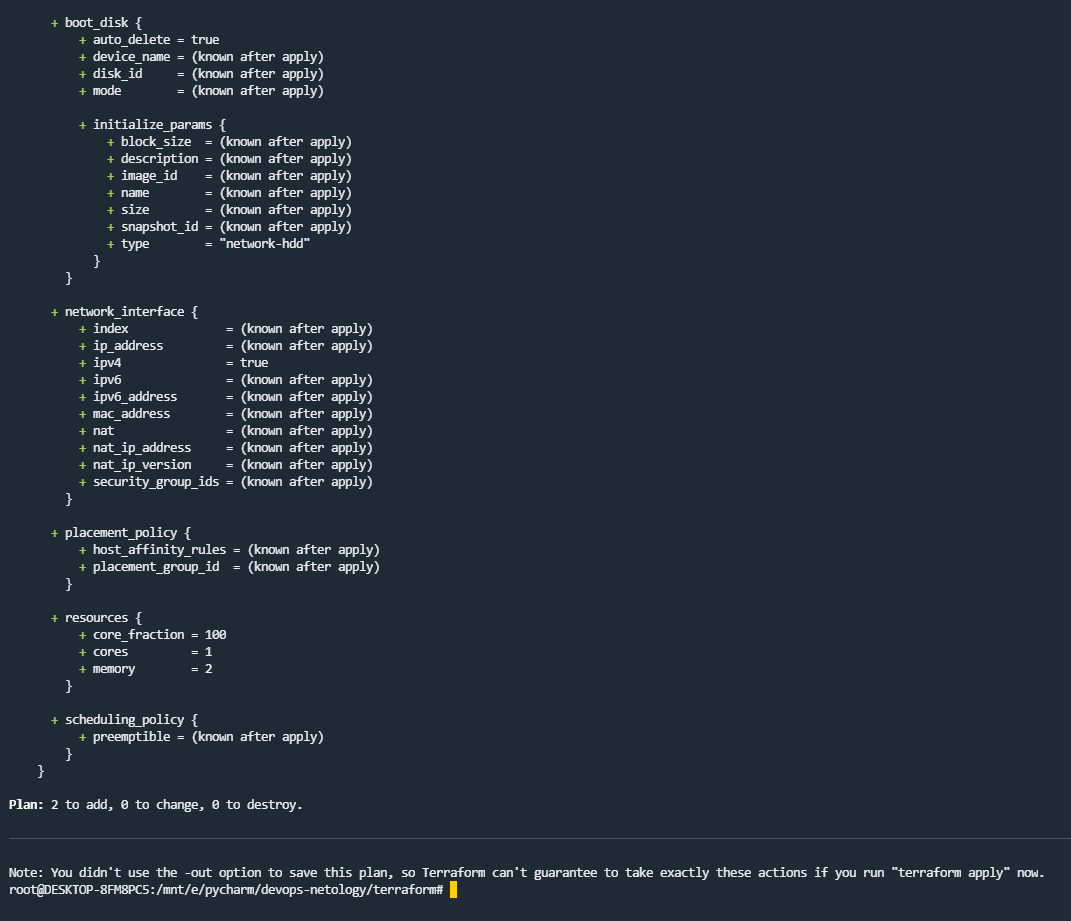 + boot_disk {
+ auto_delete = true
+ device_name = (known after apply)
+ disk_id     = (known after apply)
+ mode        = (known after apply)
+ initialize_params {
+ block_size  = (known after apply)
+ description = (known after apply)
+ image_id    = (known after apply)
+ name        = (known after apply)
+ size        = (known after apply)
+ snapshot_id = (known after apply)
+ type        = "network-hdd"
}
}
+ network_interface {
+ index              = (known after apply)
+ ip_address         = (known after apply)
+ ipv4               = true
+ ipv6               = (known after apply)
+ ipv6_address       = (known after apply)
+ mac_address        = (known after apply)
+ nat                = (known after apply)
+ nat_ip_address     = (known after apply)
+ nat_ip_version     = (known after apply)
+ security_group_ids = (known after apply)
}
+ placement_policy {
+ host_affinity_rules = (known after apply)
+ placement_group_id  = (known after apply)
}
+ resources {
+ core_fraction = 100
+ cores         = 1
+ memory        = 2
}
+ scheduling_policy {
+ preemptible = (known after apply)
}
}
Plan: 2 to add, 0 to change, 0 to destroy.
Note: You didn't use the -out option to save this plan, so Terraform can't guarantee to take exactly these actions if you run "terraform apply" now.
root@DESKTOP-8FM8PC5:/mnt/e/pycharm/devops-netology/terraform#